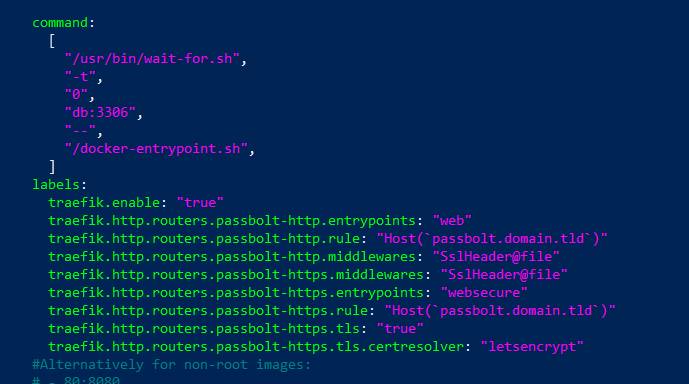 command:
[
"/usr/bin/wait-for.sh",
"-t",
"0",
"db:3306",
"--",
"/docker-entrypoint.sh",
]
labels:
traefik.enable: "true"
traefik.http.routers.passbolt-http.entrypoints: "web"
traefik.http.routers.passbolt-http.rule: "Host(`passbolt.domain.tld`)"
traefik.http.routers.passbolt-http.middlewares: "SslHeader@file"
traefik.http.routers.passbolt-https.middlewares: "SslHeader@file"
traefik.http.routers.passbolt-https.entrypoints: "websecure"
traefik.http.routers.passbolt-https.rule: "Host(`passbolt.domain.tld`)"
traefik.http.routers.passbolt-https.tls: "true"
traefik.http.routers.passbolt-https.tls.certresolver: "letsencrypt"
#Alternatively for non-root images:
# - 80:8080